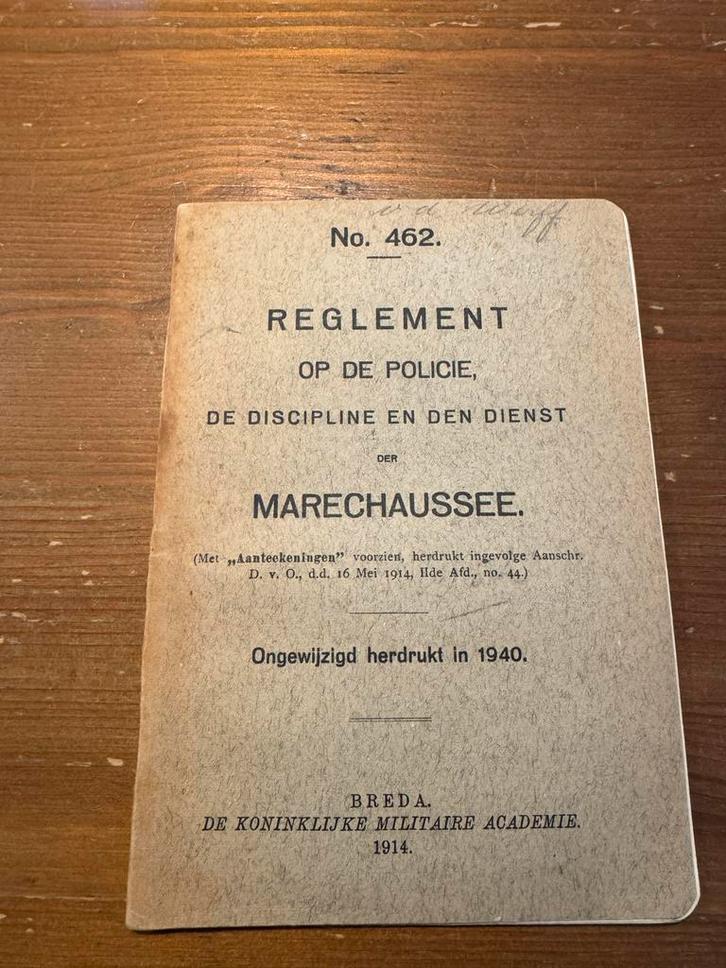 v. d. Werff
No. 462.
REGLEMENT
OP DE POLICIE,
DE DISCIPLINE EN DEN DIENST
DER
MARECHAUSSEE.
(Met „Aanteekeningen” voorzien, herdrukt ingevolge Aanschr.
D. v. O., d.d. 16 Mei 1914, IIde Afd., no. 44.)
Ongewijzigd herdrukt in 1940.
BREDA.
DE KONINKLIJKE MILITAIRE ACADEMIE.
1914.